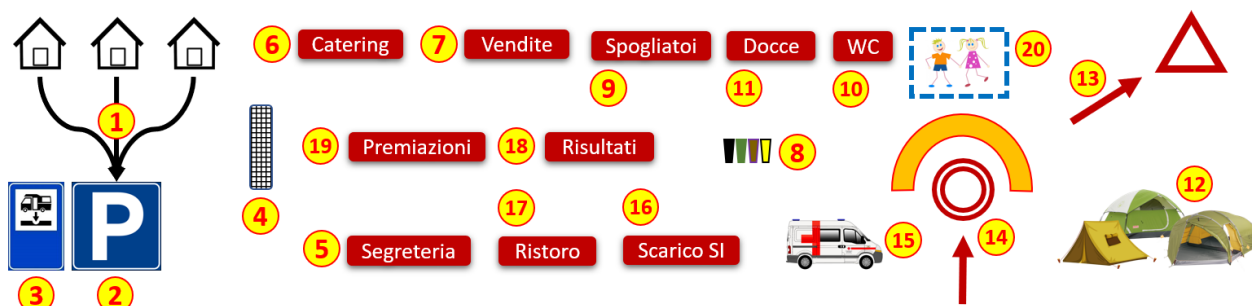 6 Catering 7 Vendite Spogliatoi Docce WC 20
9 11 10 13
1
19 Premiazioni 18 Risultati 8
P
12
4 17 16
5 Segreteria Ristoro Scarico SI 15 14
3 2